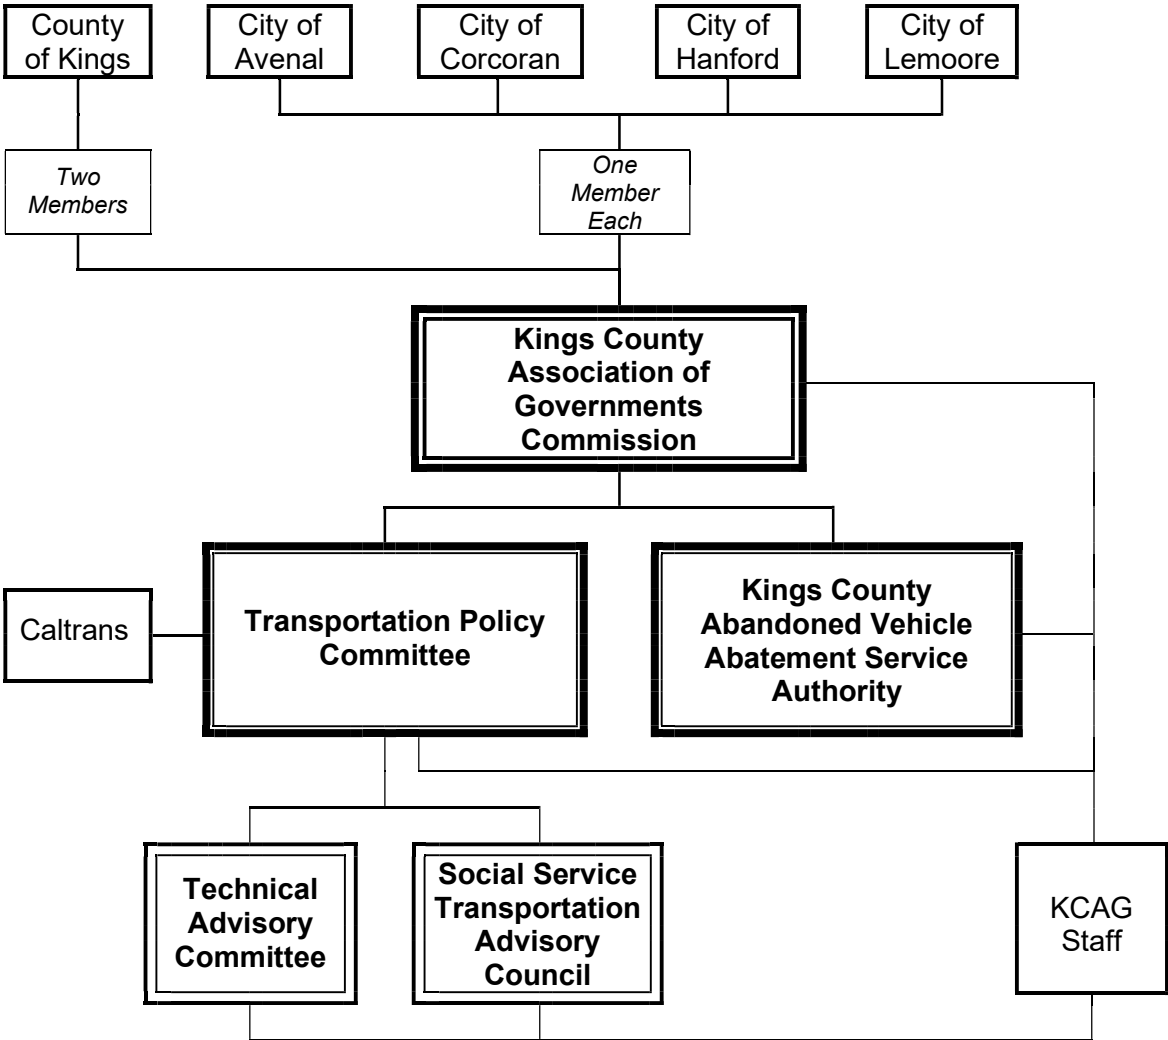 County
of Kings
City of
Avenal
City of
Corcoran
City of
Hanford
City of
Lemoore
Two
Members
One
Member
Each
Kings County
Association of
Governments
Commission
Caltrans
Transportation Policy
Committee
Kings County
Abandoned Vehicle
Abatement Service
Authority
Technical
Advisory
Committee
Social Service
Transportation
Advisory
Council
KCAG
Staff